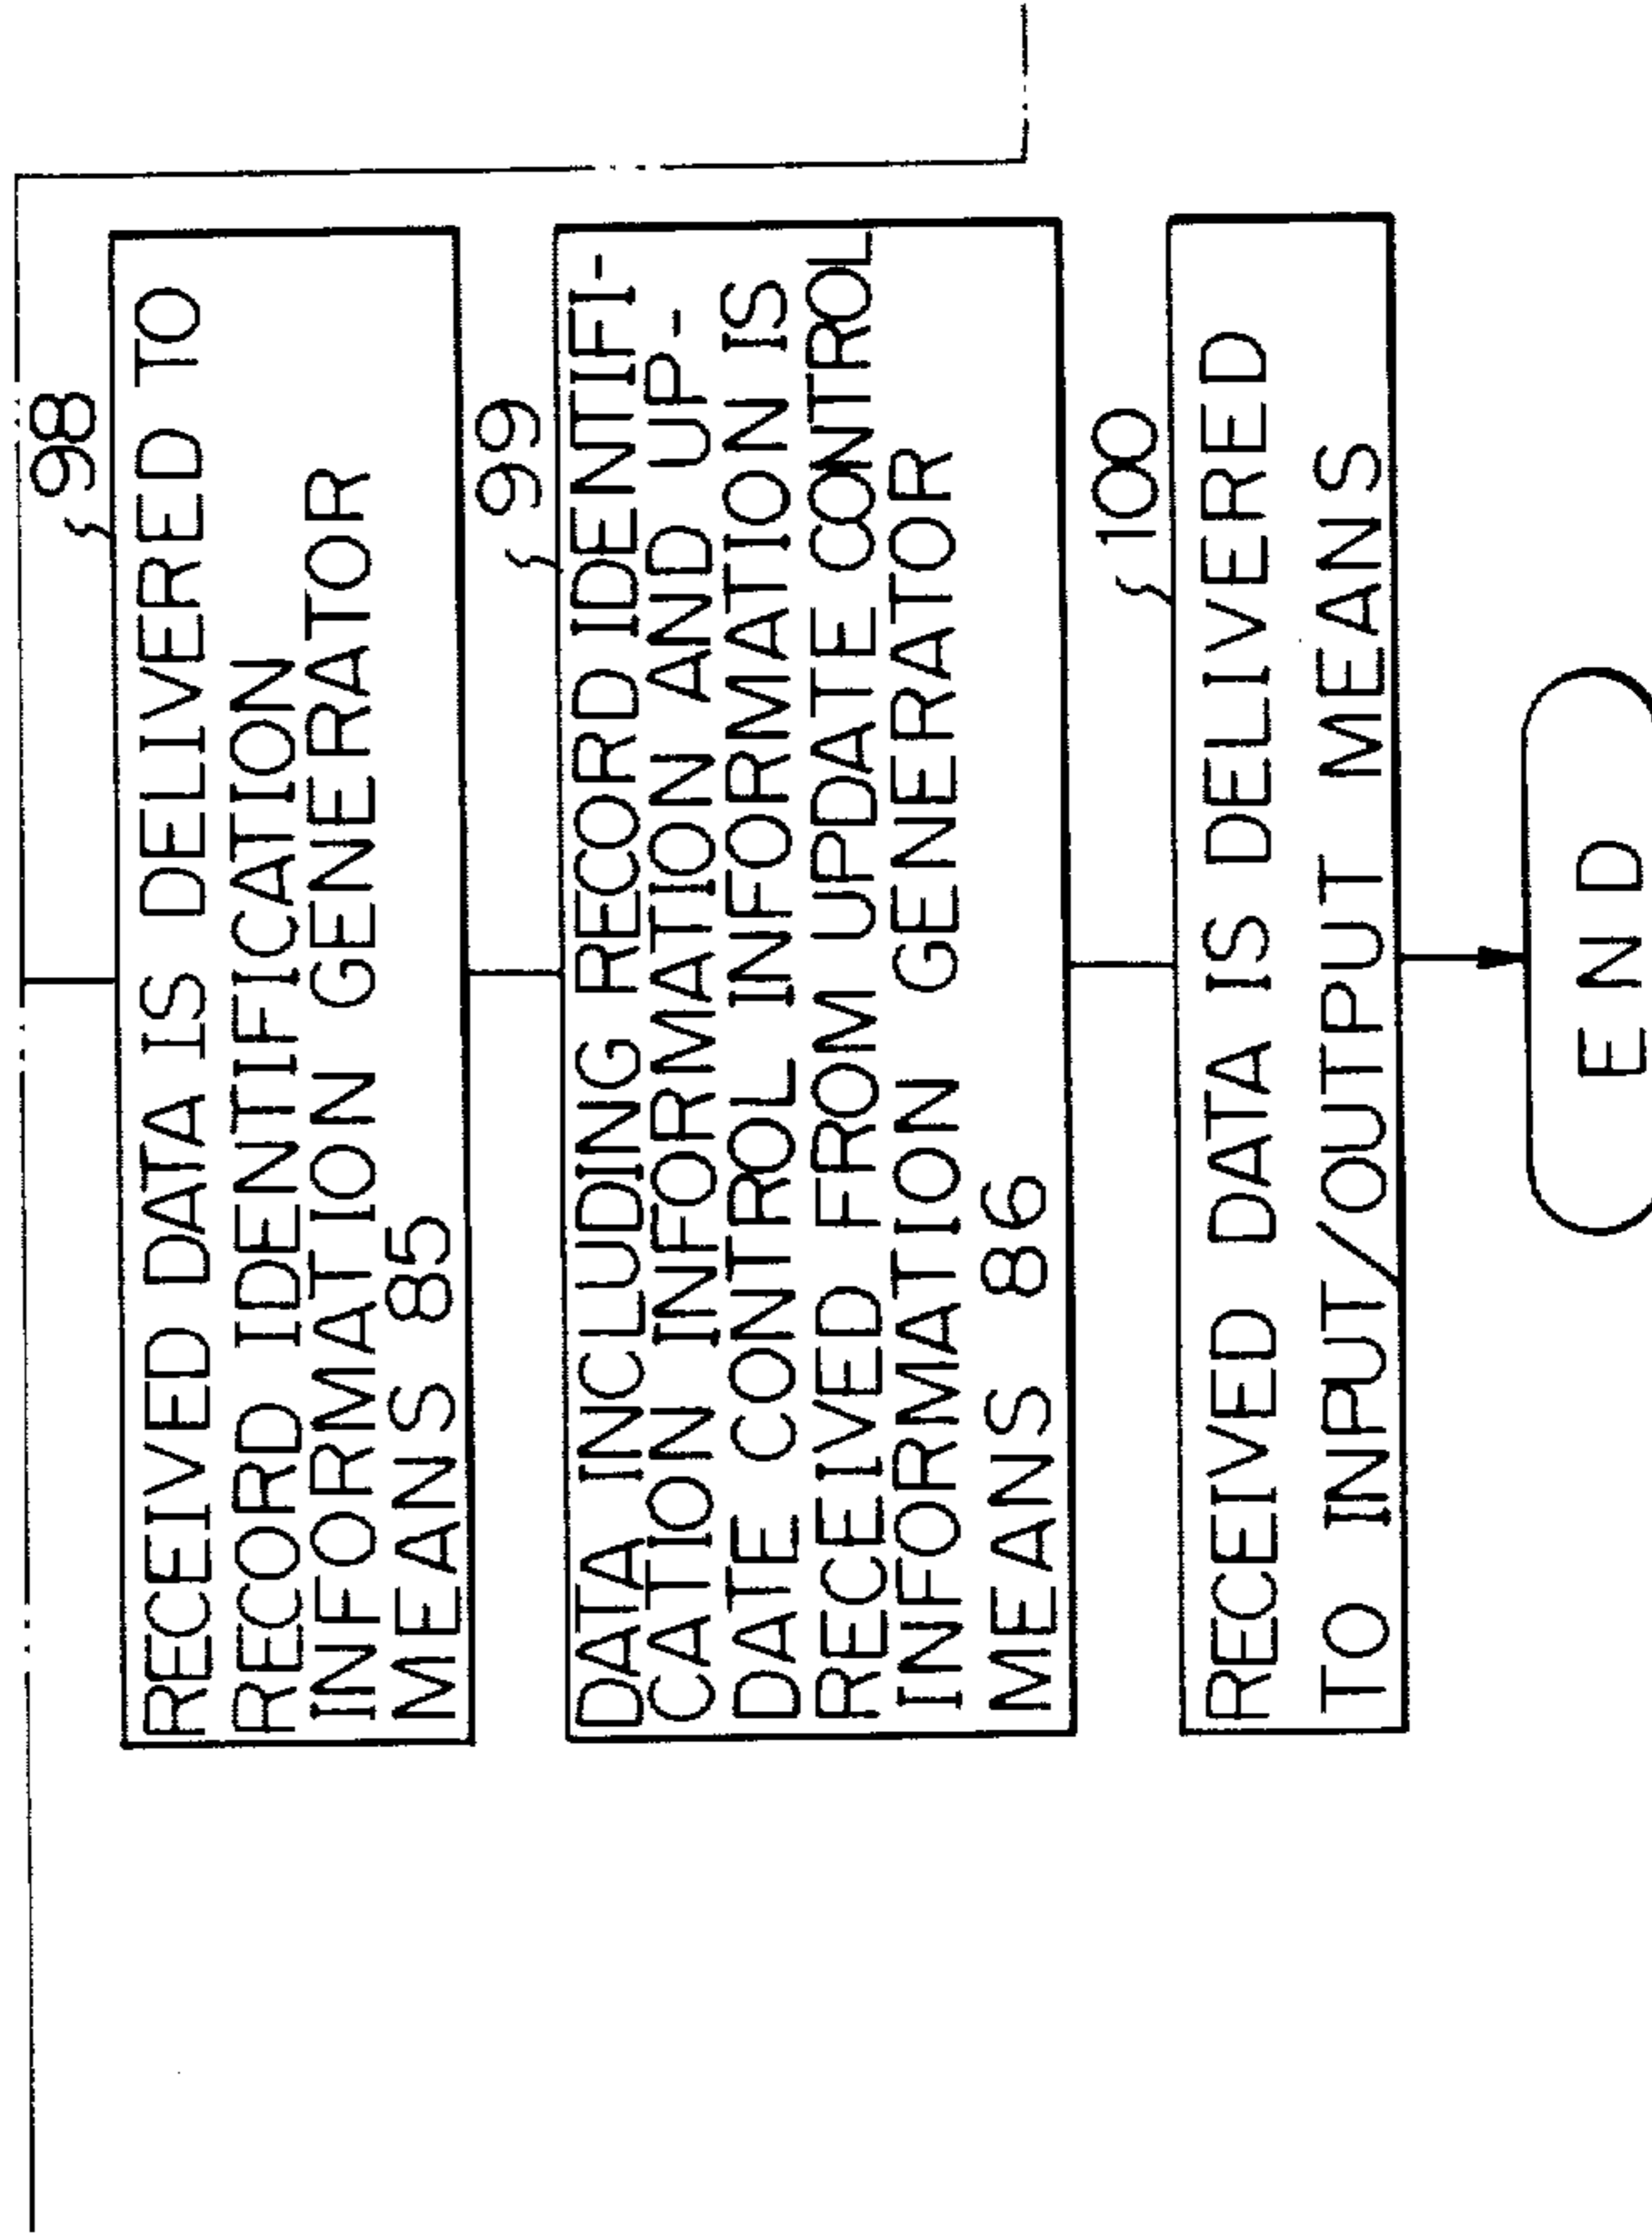 98
RECEIVED DATA IS DELIVERED TO
RECORD IDENTIFICATION
INFORMATION GENERATOR
MEANS 85
99
DATA INCLUDING RECORD IDENTIFI-
CATION INFORMATION AND UP-
DATE CONTROL INFORMATION IS
RECEIVED FROM UPDATE CONTROL
INFORMATION GENERATOR
MEANS 86
100
RECEIVED DATA IS DELIVERED
TO INPUT/OUTPUT MEANS
END